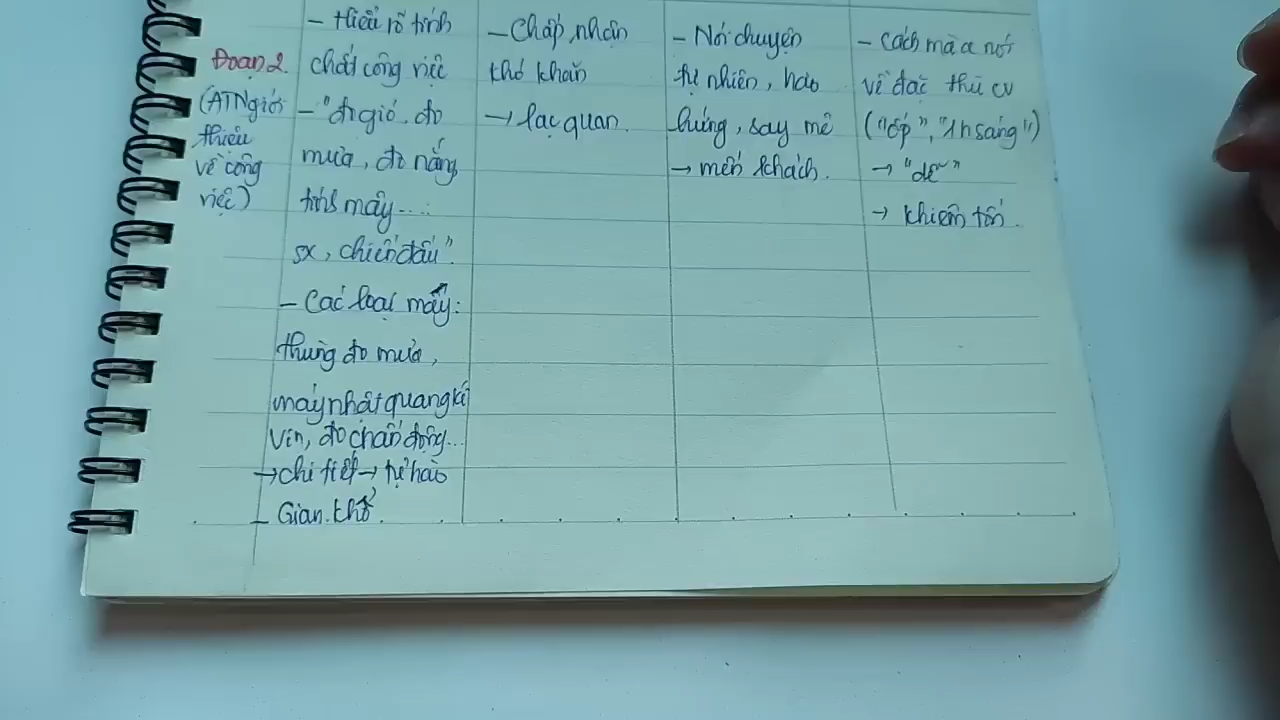 Đoạn 2
(ATN giới
thiệu
về công
việc)
- Hiểu rõ tính
chất công việc
- "đo gió, đo
mưa, đo nắng,
tính mây....
sx, chiến đấu".
- Các loại máy:
thùng đo mưa,
máy nhật quang kí
Vin, đo chấn động...
→ chi tiết → tự hào
- Gian khổ.
- Chấp nhận
khó khăn
→ lạc quan.
- Nói chuyện
tự nhiên, hào
hứng, say mê
→ mến khách.
- Cách mà a nói
về đặc thù cv
("ốp", "1h sáng")
→ "dễ"
→ khiêm tốn.